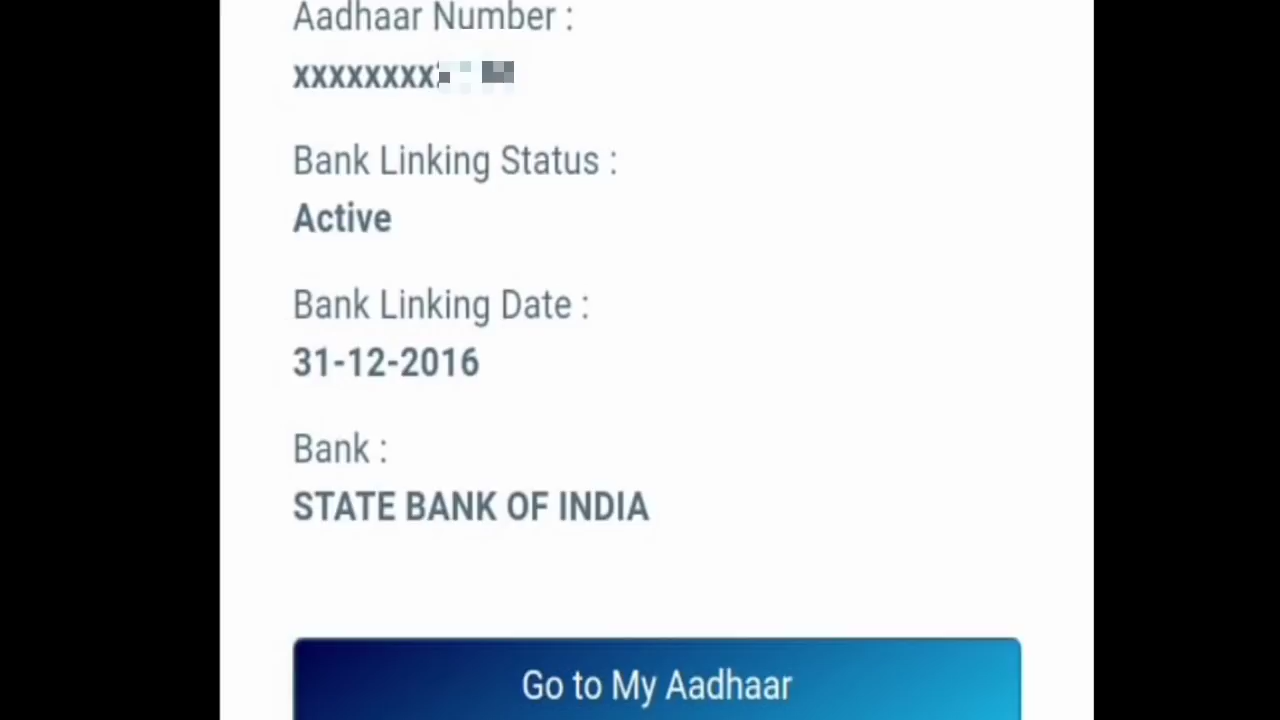 Aadhaar Number :
xxxxxxxx
Bank Linking Status :
Active
Bank Linking Date :
31-12-2016
Bank :
STATE BANK OF INDIA
Go to My Aadhaar